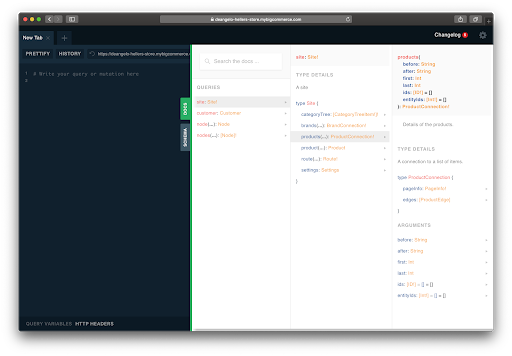 deangelo-hellers-store.mybigcommerce.com
New Tab
Changelog
PRETTIFY
HISTORY
https://deangelo-hellers-store.mybigcommerce.
1 # Write your query or mutation here
2
DOCS
SCHEMA
QUERY VARIABLES HTTP HEADERS
Search the docs ...
QUERIES
site: Site!
customer: Customer
node(...): Node
nodes(...): [Node]!
site: Site!
TYPE DETAILS
A site
type Site {
categoryTree: [CategoryTreeItem!]!
brands(...): BrandConnection!
products(...): ProductConnection!
product(...): Product
route(...): Route!
settings: Settings
}
products(
before: String
after: String
first: Int
last: Int
ids: [ID!] = []
entityIds: [Int!] = []
): ProductConnection!
Details of the products.
TYPE DETAILS
A connection to a list of items.
type ProductConnection {
pageInfo: PageInfo!
edges: [ProductEdge]
}
ARGUMENTS
before: String
after: String
first: Int
last: Int
ids: [ID!] = [] = []
entityIds: [Int!] = [] = []